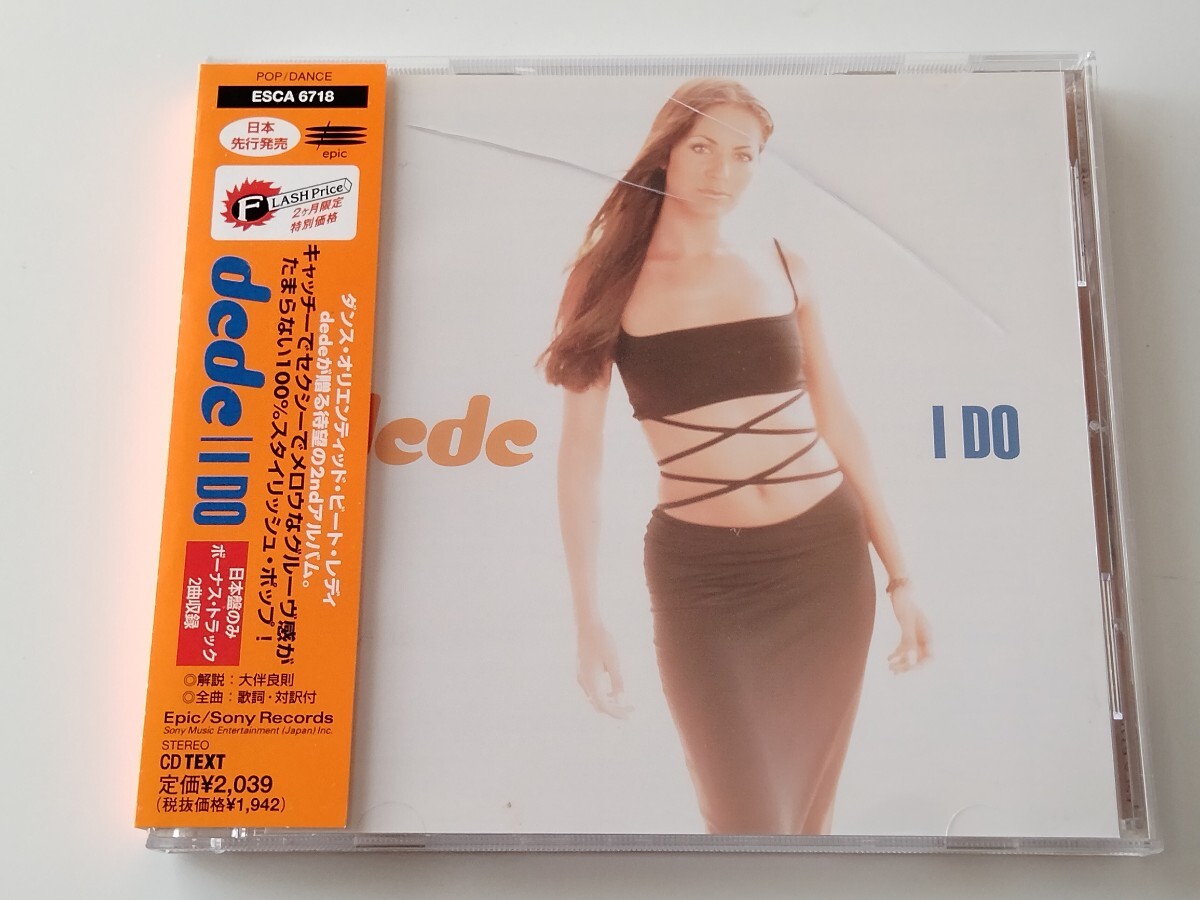 POP/DANCE
ESCA 6718
日本
先行発売
epic
FLASH Price
2ヶ月限定
特別価格
ダンス・オリエンティッド・ビート・レディ
dedeが贈る待望の2ndアルバム。
キャッチーでセクシーでメロウなグルーヴ感が
たまらない100%スタイリッシュ・ポップ!
dede I DO
日本盤のみ
ボーナス・トラック
2曲収録
◎解説:大伴良則
◎全曲:歌詞・対訳付
Epic/Sony Records
Sony Music Entertainment (Japan) Inc.
STEREO
CD TEXT
定価¥2,039
(税抜価格¥1,942)
dede
I DO